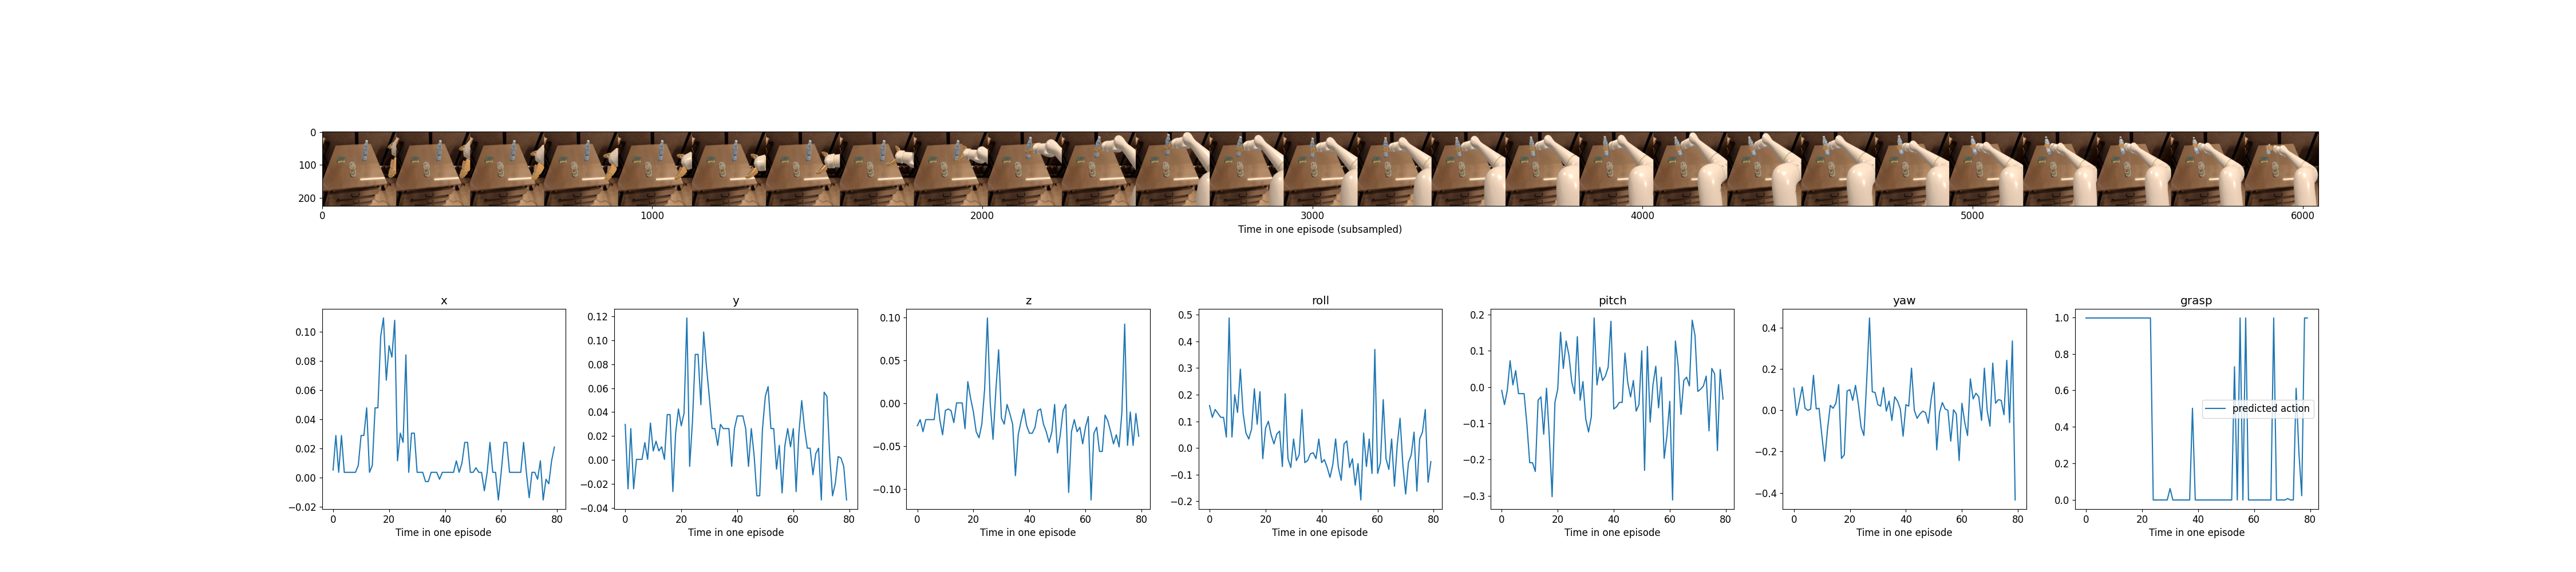 0
100
200
0 1000 2000 3000 4000 5000 6000
Time in one episode (subsampled)
x
0.10
0.08
0.06
0.04
0.02
0.00
−0.02
0 20 40 60 80
Time in one episode
y
0.12
0.10
0.08
0.06
0.04
0.02
0.00
−0.02
−0.04
0 20 40 60 80
Time in one episode
z
0.10
0.05
0.00
−0.05
−0.10
0 20 40 60 80
Time in one episode
roll
0.5
0.4
0.3
0.2
0.1
0.0
−0.1
−0.2
0 20 40 60 80
Time in one episode
pitch
0.2
0.1
0.0
−0.1
−0.2
−0.3
0 20 40 60 80
Time in one episode
yaw
0.4
0.2
0.0
−0.2
−0.4
0 20 40 60 80
Time in one episode
grasp
1.0
0.8
0.6
0.4
0.2
0.0
predicted action
0 20 40 60 80
Time in one episode